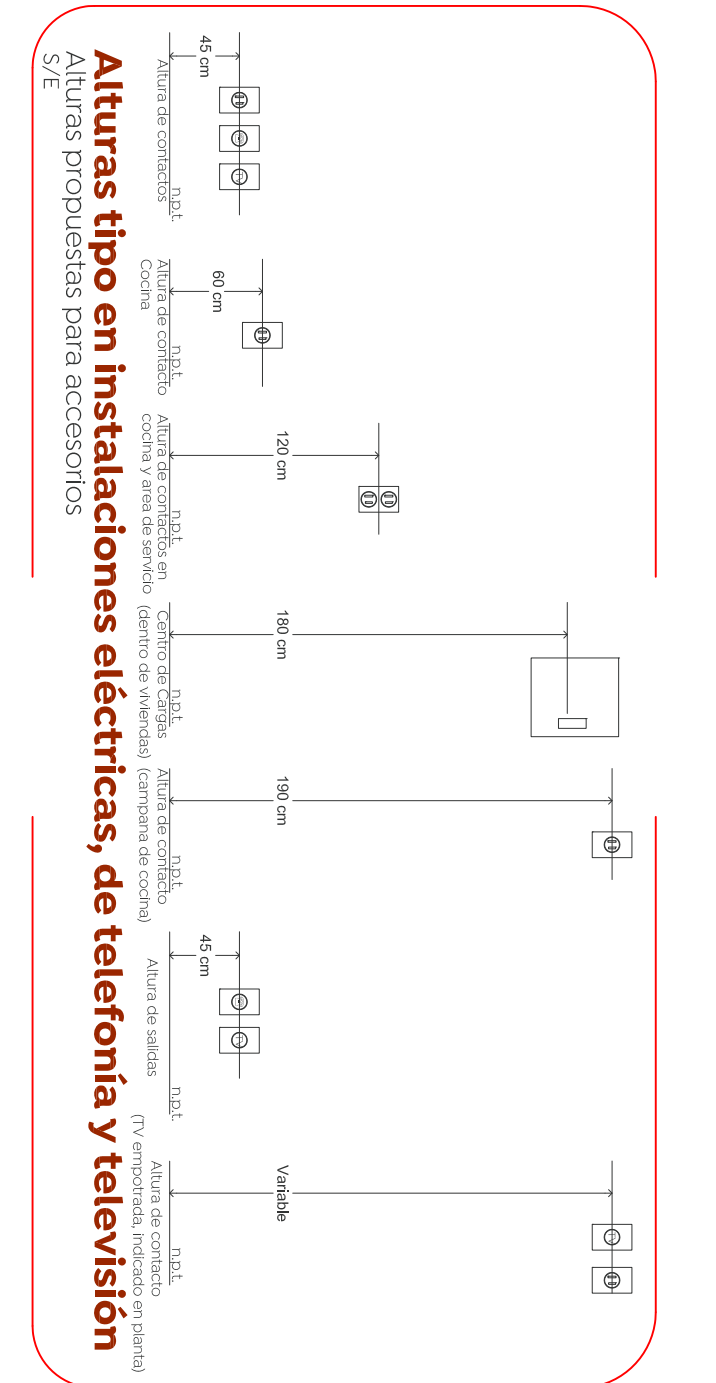 45 cm
n.p.t.
Altura de contactos
60 cm
n.p.t.
Altura de contacto
Cocina
120 cm
n.p.t.
Altura de contactos en
cocina y area de servicio
180 cm
n.p.t.
Centro de Cargas
(dentro de viviendas)
190 cm
n.p.t.
Altura de contacto
(campana de cocina)
45 cm
n.p.t.
Altura de salidas
Variable
n.p.t.
Altura de contacto
(TV empotrada, indicado en planta)
TV
TV
TV
Alturas tipo en instalaciones eléctricas, de telefonía y televisión
Alturas propuestas para accesorios
S/E